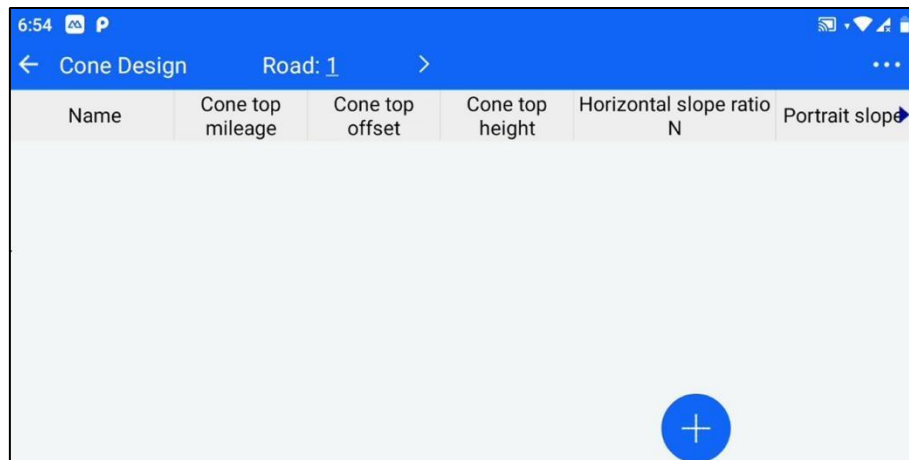 6:54
Cone Design Road: 1 >
Name
Cone top
mileage
Cone top
offset
Cone top
height
Horizontal slope ratio
N
Portrait slope